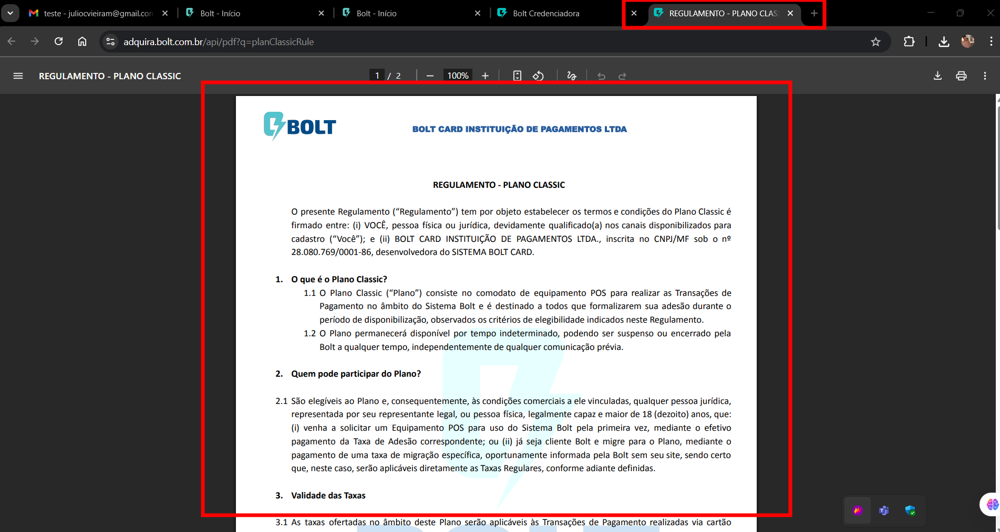 teste - juliocvieiram@gmail.con
Bolt - Início
Bolt - Início
Bolt Credenciadora
REGULAMENTO - PLANO CLAS
adquira.bolt.com.br/api/pdf?q=planClassicRule
REGULAMENTO - PLANO CLASSIC
1 / 2
100%
BOLT
BOLT CARD INSTITUIÇÃO DE PAGAMENTOS LTDA
REGULAMENTO - PLANO CLASSIC
O presente Regulamento (“Regulamento”) tem por objeto estabelecer os termos e condições do Plano Classic é
firmado entre: (i) VOCÊ, pessoa física ou jurídica, devidamente qualificado(a) nos canais disponibilizados para
cadastro (“Você”); e (ii) BOLT CARD INSTITUIÇÃO DE PAGAMENTOS LTDA., inscrita no CNPJ/MF sob o nº
28.080.769/0001-86, desenvolvedora do SISTEMA BOLT CARD.
1. O que é o Plano Classic?
1.1 O Plano Classic (“Plano”) consiste no comodato de equipamento POS para realizar as Transações de
Pagamento no âmbito do Sistema Bolt e é destinado a todos que formalizarem sua adesão durante o
período de disponibilização, observados os critérios de elegibilidade indicados neste Regulamento.
1.2 O Plano permanecerá disponível por tempo indeterminado, podendo ser suspenso ou encerrado pela
Bolt a qualquer tempo, independentemente de qualquer comunicação prévia.
2. Quem pode participar do Plano?
2.1 São elegíveis ao Plano e, consequentemente, às condições comerciais a ele vinculadas, qualquer pessoa jurídica,
representada por seu representante legal, ou pessoa física, legalmente capaz e maior de 18 (dezoito) anos, que:
(i) venha a solicitar um Equipamento POS para uso do Sistema Bolt pela primeira vez, mediante o efetivo
pagamento da Taxa de Adesão correspondente; ou (ii) já seja cliente Bolt e migre para o Plano, mediante o
pagamento de uma taxa de migração específica, oportunamente informada pela Bolt sem seu site, sendo certo
que, neste caso, serão aplicáveis diretamente as Taxas Regulares, conforme adiante definidas.
3. Validade das Taxas
3.1 As taxas ofertadas no âmbito deste Plano serão aplicáveis às Transações de Pagamento realizadas via cartão